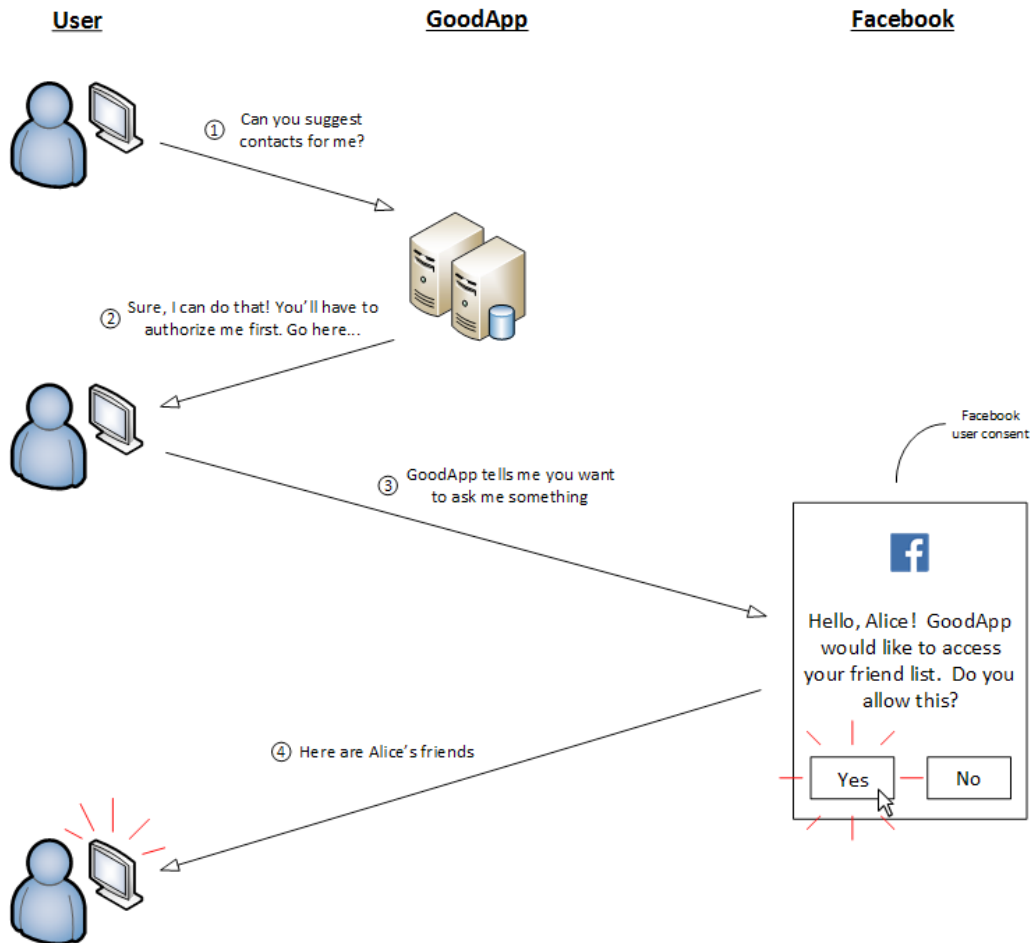 User
GoodApp
Facebook
① Can you suggest
contacts for me?
② Sure, I can do that! You'll have to
authorize me first. Go here...
Facebook
user consent
③ GoodApp tells me you want
to ask me something
f
Hello, Alice! GoodApp
would like to access
your friend list. Do you
allow this?
④ Here are Alice's friends
Yes
No